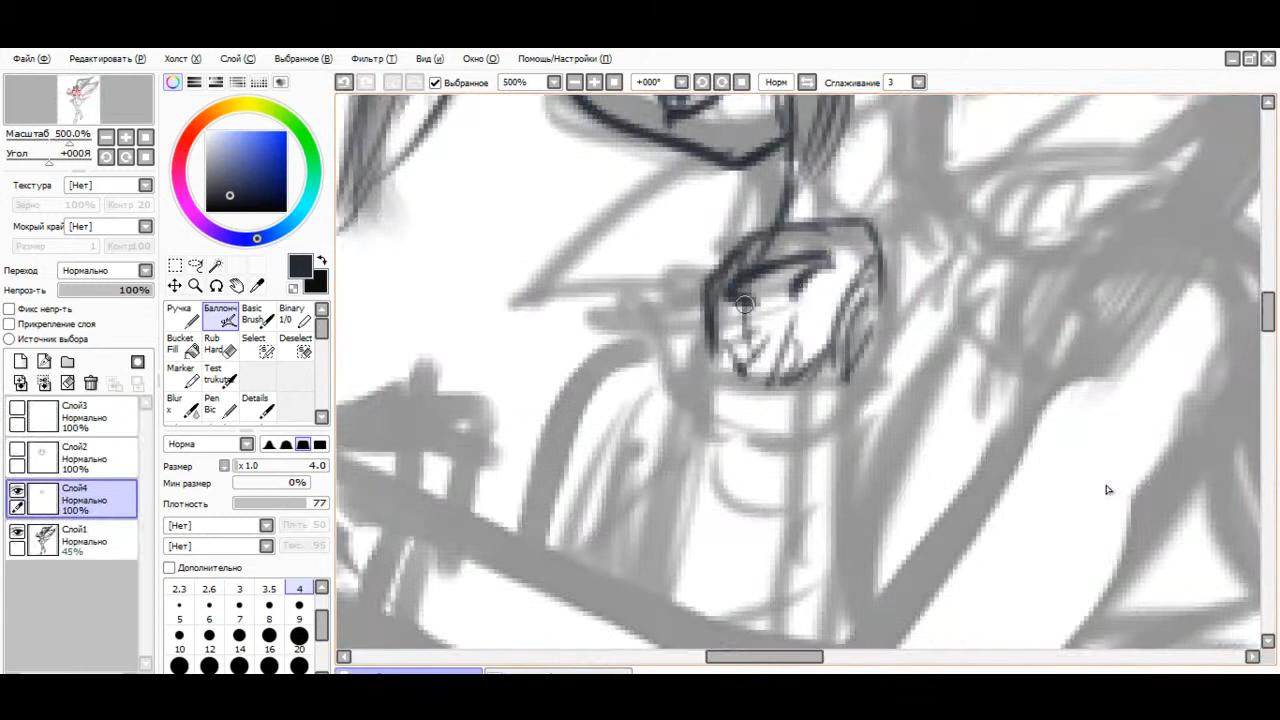 Файл (Ф) Редактировать (Р) Холст (Х) Слой (С) Выбранное (В) Фильтр (Т) Вид (и) Окно (О) Помощь/Настройки (П)
Выбранное 500% +000° Норм Сглаживание 3
Масштаб 500.0%
Угол +000Я
Текстура [Нет]
Зерно 100% Контр 20
Мокрый край [Нет]
Размер 1 Контр 100
Переход Нормально
Непроз-ть 100%
Фикс непр-ть
Прикрепление слоя
Источник выбора
Слой3
Нормально
100%
Слой2
Нормально
100%
Слой4
Нормально
100%
Слой1
Нормально
45%
Ручка Баллонч Basic Brush Binary 1/0
Bucket Fill Rub Hard Select Deselect
Marker Test trukute
Blur x Pen Bic Details
Норма
Размер x 1.0 4.0
Мин размер 0%
Плотность 77
[Нет] Плть 50
[Нет] Текс. 95
Дополнительно
2.3 2.6 3 3.5 4
5 6 7 8 9
10 12 14 16 20